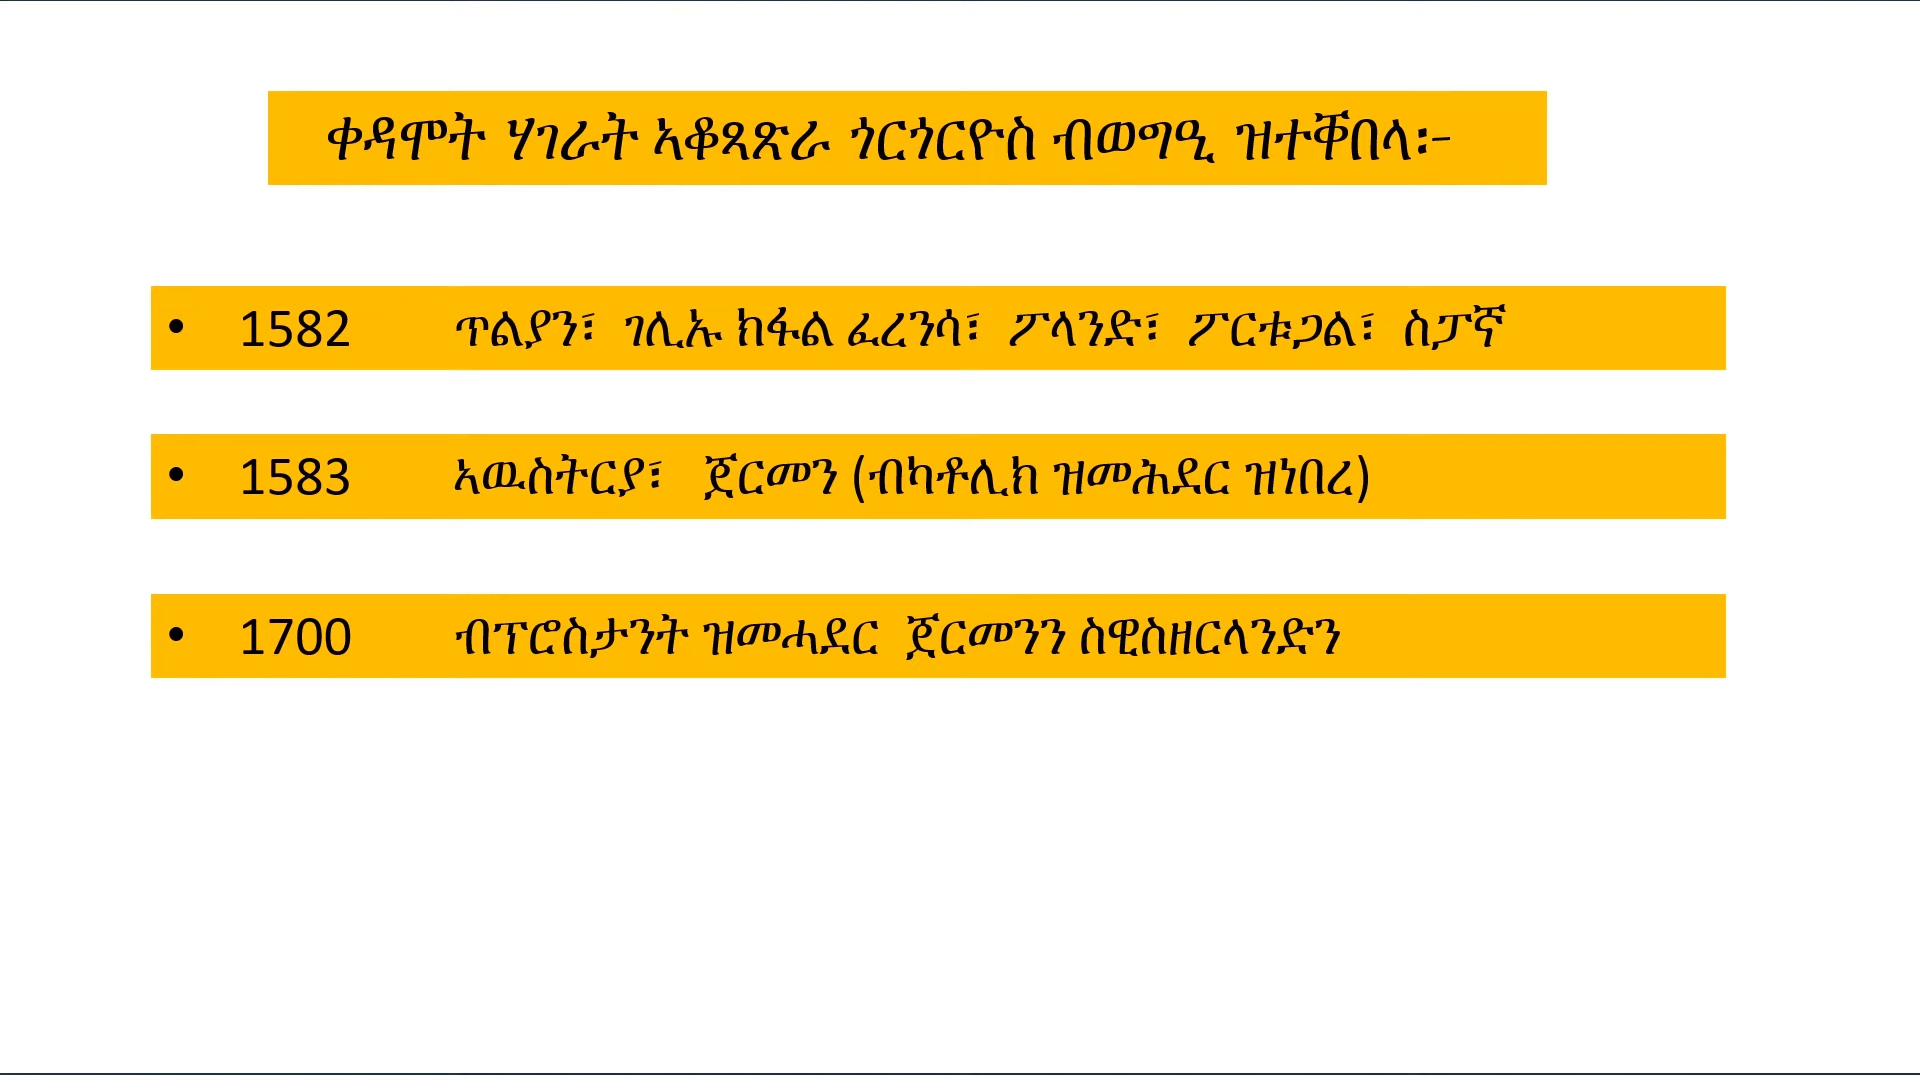 ቀዳሞት ሃገራት ኣቆጻጽራ ጎርጎርዮስ ብወግዒ ዝተቐበላ፡-
• 1582 ጥልያን፣ ገሊኡ ክፋል ፈረንሳ፣ ፖላንድ፣ ፖርቱጋል፣ ስፓኛ
• 1583 ኣዉስትርያ፣ ጀርመን (ብካቶሊክ ዝመሕደር ዝነበረ)
• 1700 ብፕሮስታንት ዝመሓደር ጀርመንን ስዊስዘርላንድን